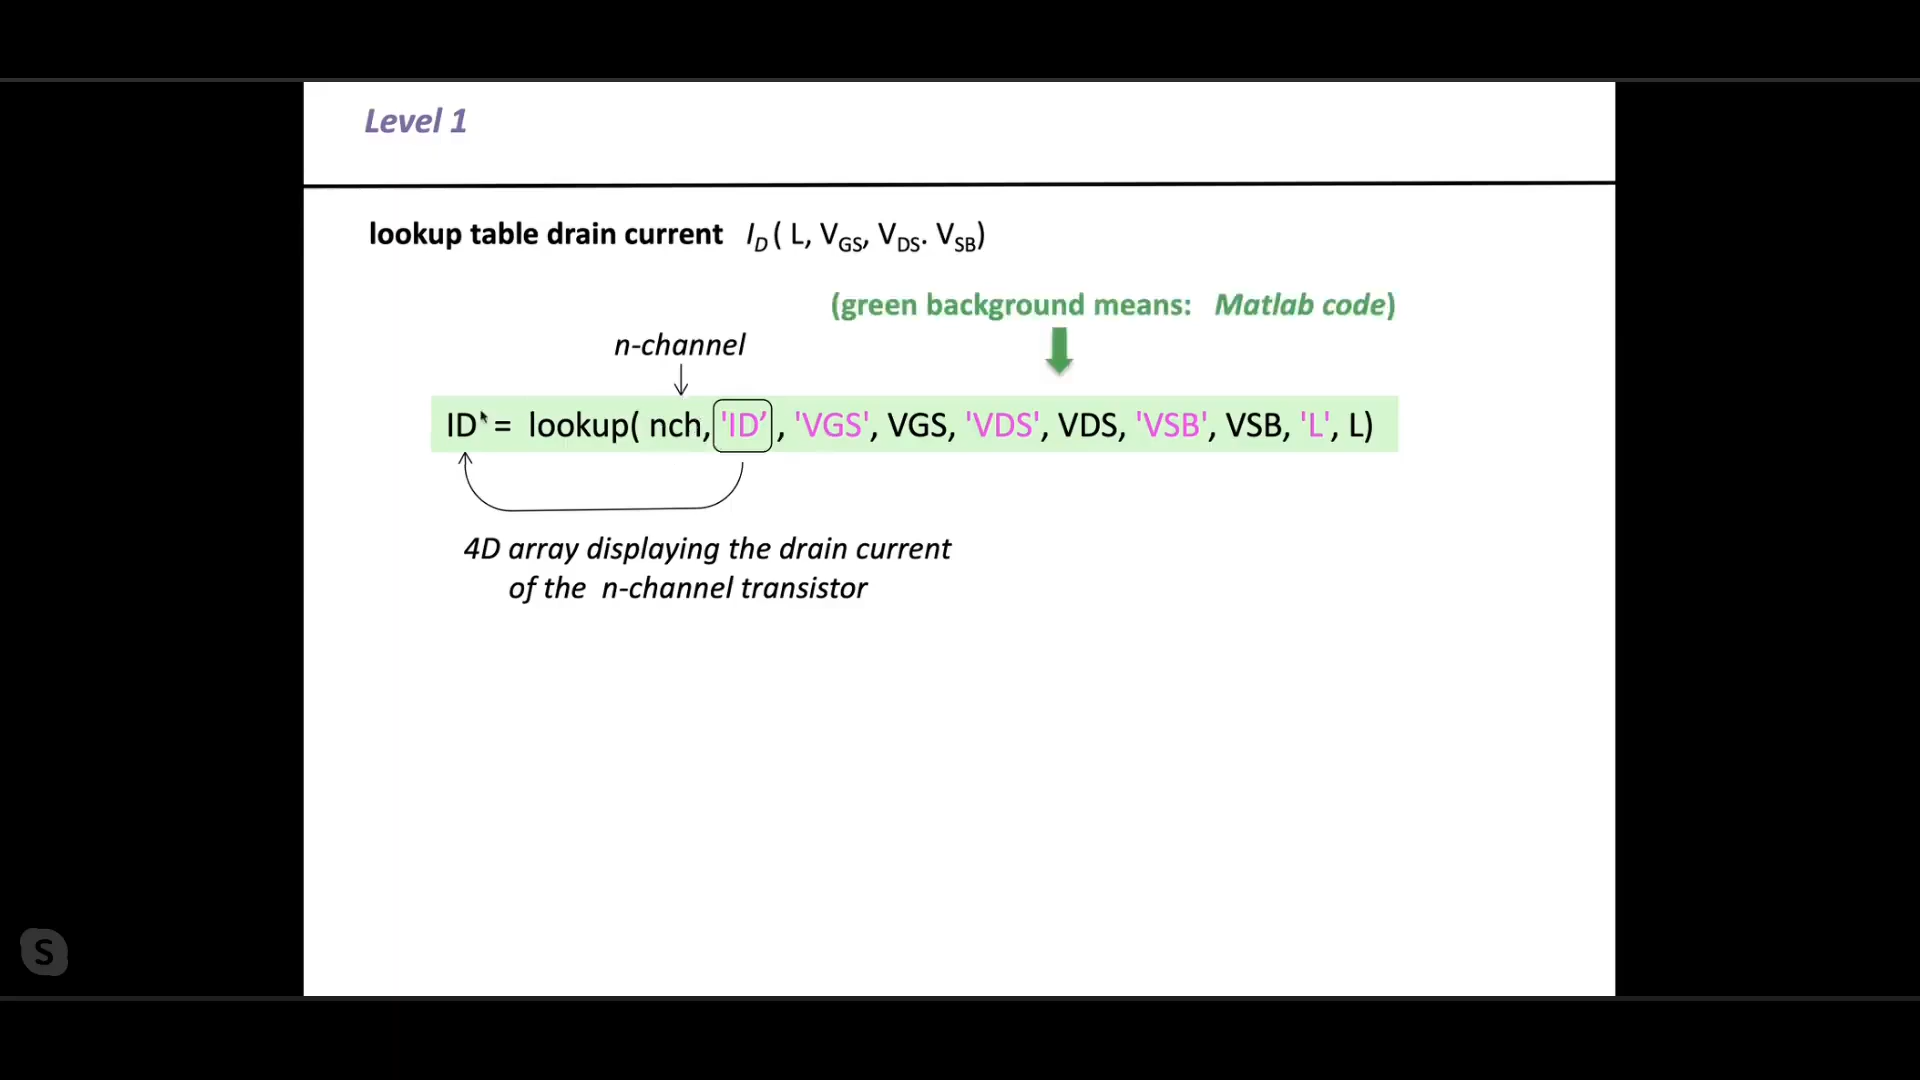 Level 1
lookup table drain current I_D ( L, V_GS, V_DS. V_SB)
(green background means: Matlab code)
n-channel
ID = lookup( nch, 'ID’ , 'VGS', VGS, 'VDS', VDS, 'VSB', VSB, 'L', L)
4D array displaying the drain current
of the n-channel transistor
S